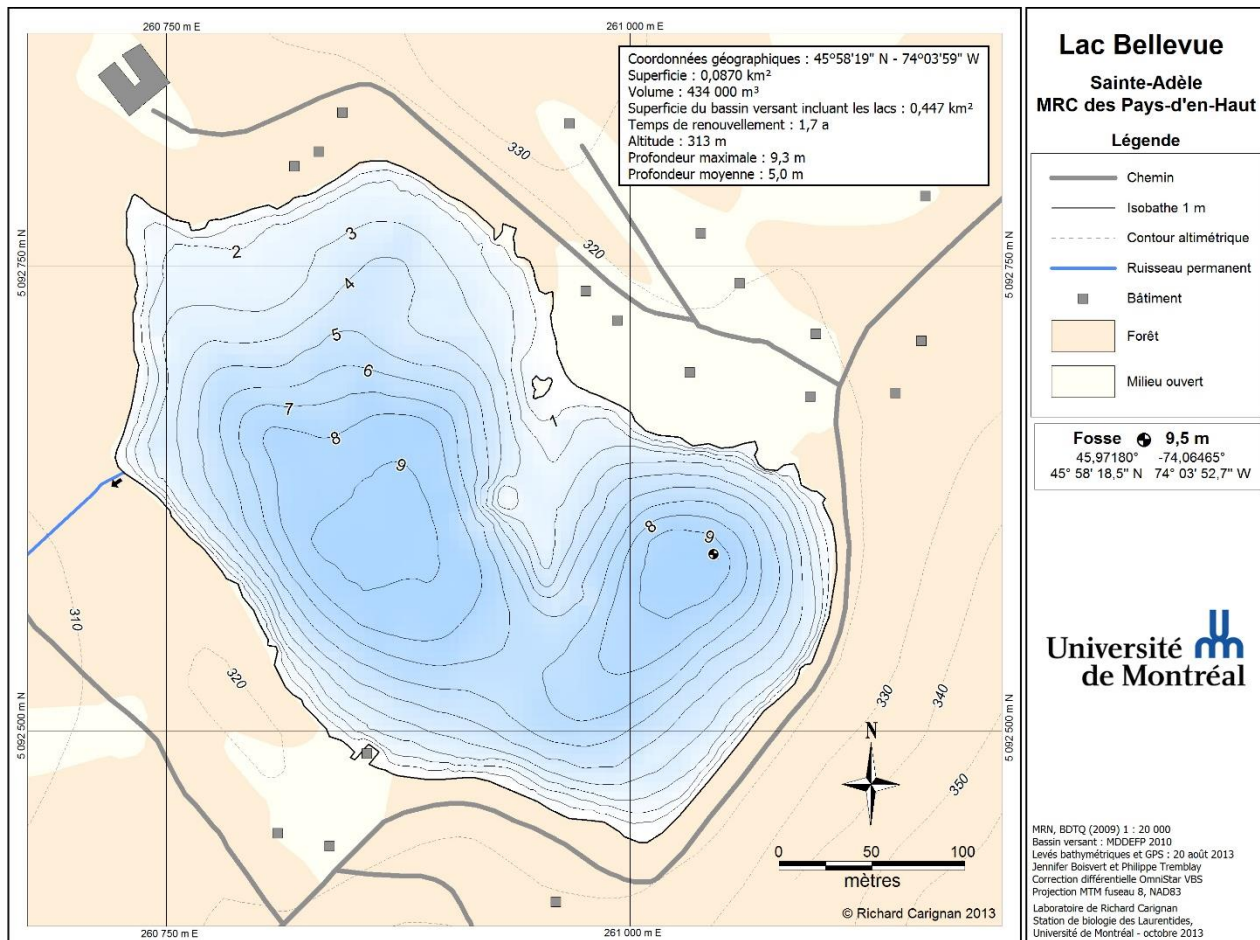 260 750 m E
261 000 m E
Coordonnées géographiques : 45°58'19" N - 74°03'59" W
Superficie : 0,0870 km²
Volume : 434 000 m³
Superficie du bassin versant incluant les lacs : 0,447 km²
Temps de renouvellement : 1,7 a
Altitude : 313 m
Profondeur maximale : 9,3 m
Profondeur moyenne : 5,0 m
330
320
5 092 750 m N
5 092 750 m N
2
3
4
5
6
7
8
9
1
8
9
310
320
330
340
350
5 092 500 m N
5 092 500 m N
N
0 50 100
mètres
© Richard Carignan 2013
260 750 m E
261 000 m E
Lac Bellevue
Sainte-Adèle
MRC des Pays-d'en-Haut
Légende
Chemin
Isobathe 1 m
Contour altimétrique
Ruisseau permanent
Bâtiment
Forêt
Milieu ouvert
Fosse 9,5 m
45,97180° -74,06465°
45° 58' 18,5" N 74° 03' 52,7" W
Université
de Montréal
MRN, BDTQ (2009) 1 : 20 000
Bassin versant : MDDEFP 2010
Levés bathymétriques et GPS : 20 août 2013
Jennifer Boisvert et Philippe Tremblay
Correction différentielle OmniStar VBS
Projection MTM fuseau 8, NAD83
Laboratoire de Richard Carignan
Station de biologie des Laurentides,
Université de Montréal - octobre 2013